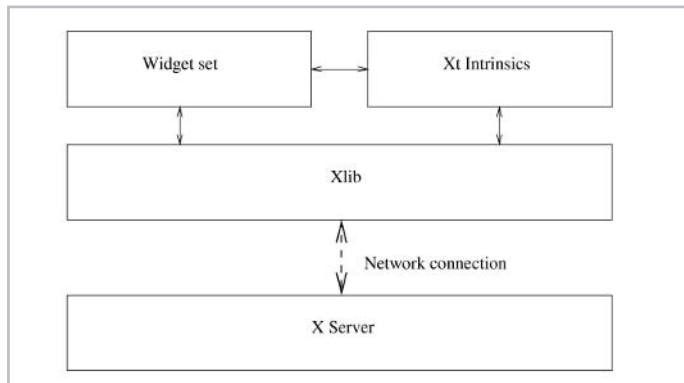 Widget set
Xt Intrinsics
Xlib
Network connection
X Server